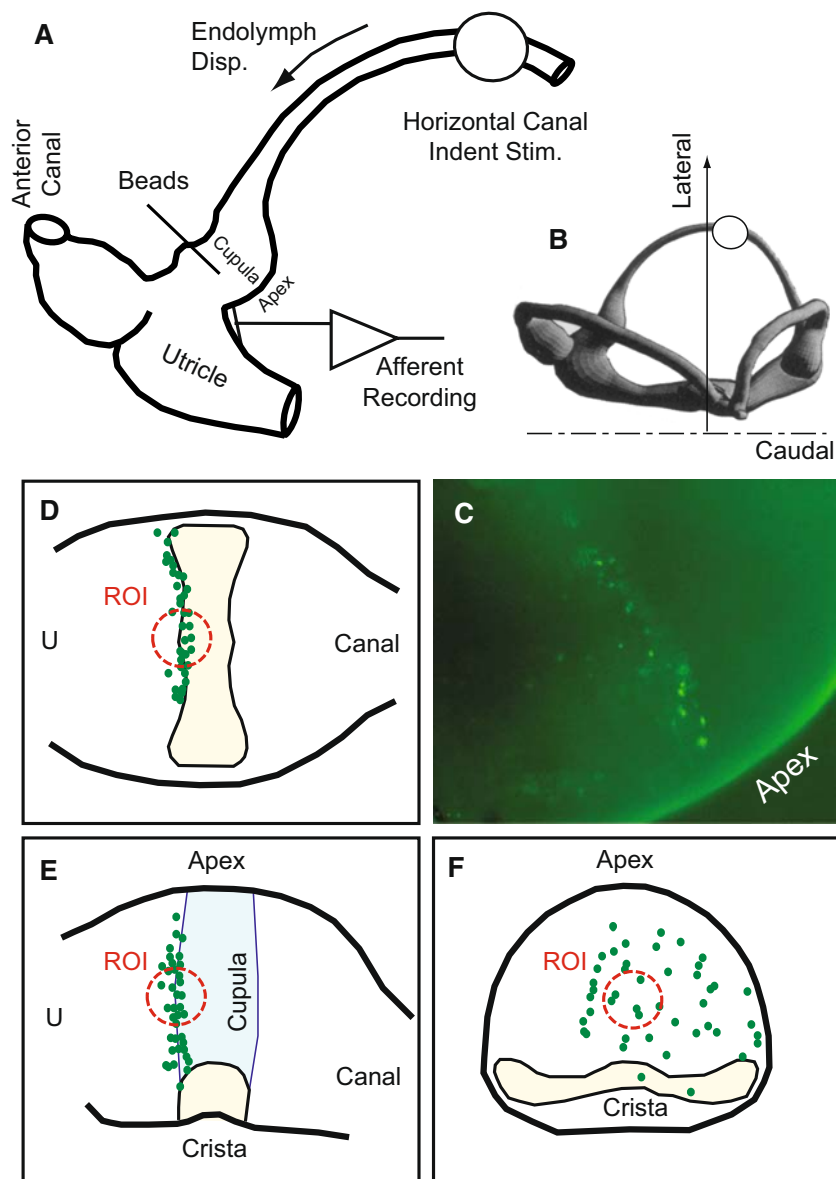 A
Endolymph
Disp.
Anterior
Canal
Beads
Horizontal Canal
Indent Stim.
Cupula
Apex
Utricle
Afferent
Recording
B
Lateral
Caudal
D
ROI
U
Canal
C
Apex
E
Apex
ROI
U
Cupula
Canal
Crista
F
Apex
ROI
Crista